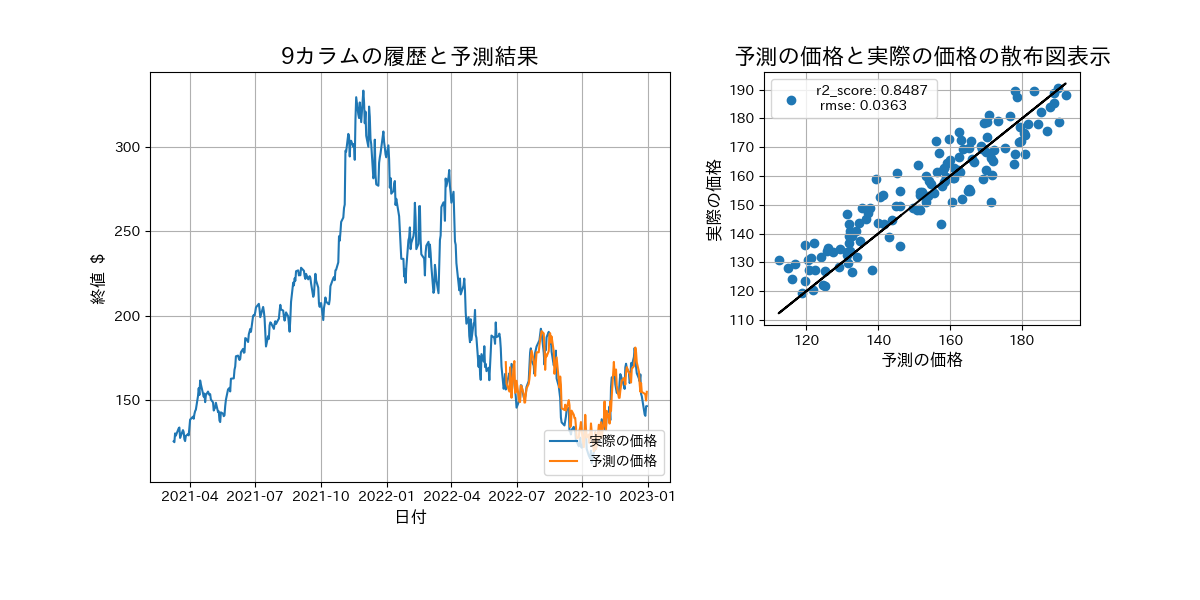 9カラムの履歴と予測結果
終値 $
300
250
200
150
2021-04 2021-07 2021-10 2022-01 2022-04 2022-07 2022-10 2023-01
日付
実際の価格
予測の価格
予測の価格と実際の価格の散布図表示
実際の価格
190
180
170
160
150
140
130
120
110
r2_score: 0.8487
rmse: 0.0363
120 140 160 180
予測の価格